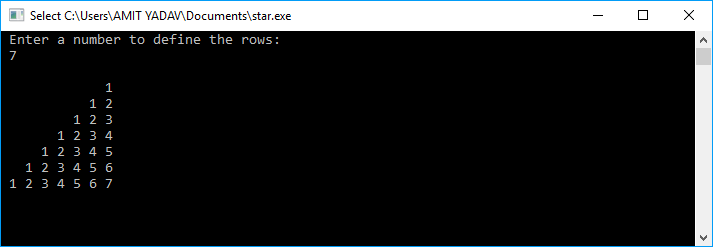 Select C:\Users\AMIT YADAV\Documents\star.exe
Enter a number to define the rows:
7
1
1 2
1 2 3
1 2 3 4
1 2 3 4 5
1 2 3 4 5 6
1 2 3 4 5 6 7